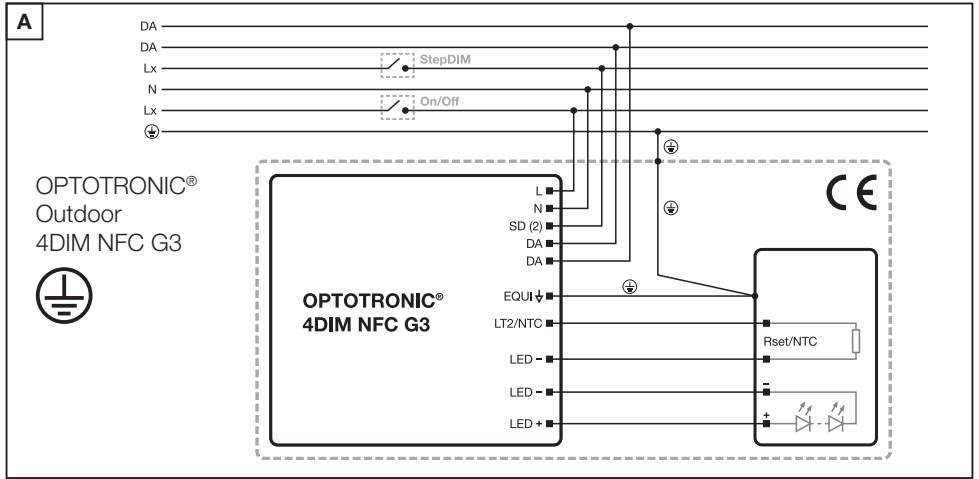 A
DA
DA
Lx
StepDIM
N
Lx
On/Off
OPTOTRONIC®
Outdoor
4DIM NFC G3
CE
L
N
SD (2)
DA
DA
EQUI
OPTOTRONIC®
4DIM NFC G3
LT2/NTC
Rset/NTC
LED -
LED -
-
LED +
+